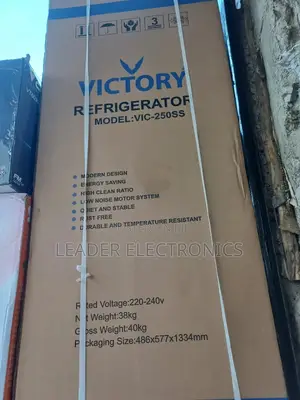 3
VICTORY
REFRIGERATOR
MODEL:VIC-250SS
MODERN DESIGN
ENERGY SAVING
HIGH CLEAN RATIO
LOW NOISE MOTOR SYSTEM
QUIET AND STABLE
RUST FREE
DURABLE AND TEMPERATURE RESISTANT
LEADER ELECTRONICS
Rated Voltage:220-240v
Net Weight:38kg
Gloss Weight:40kg
Packaging Size:486x577x1334mm